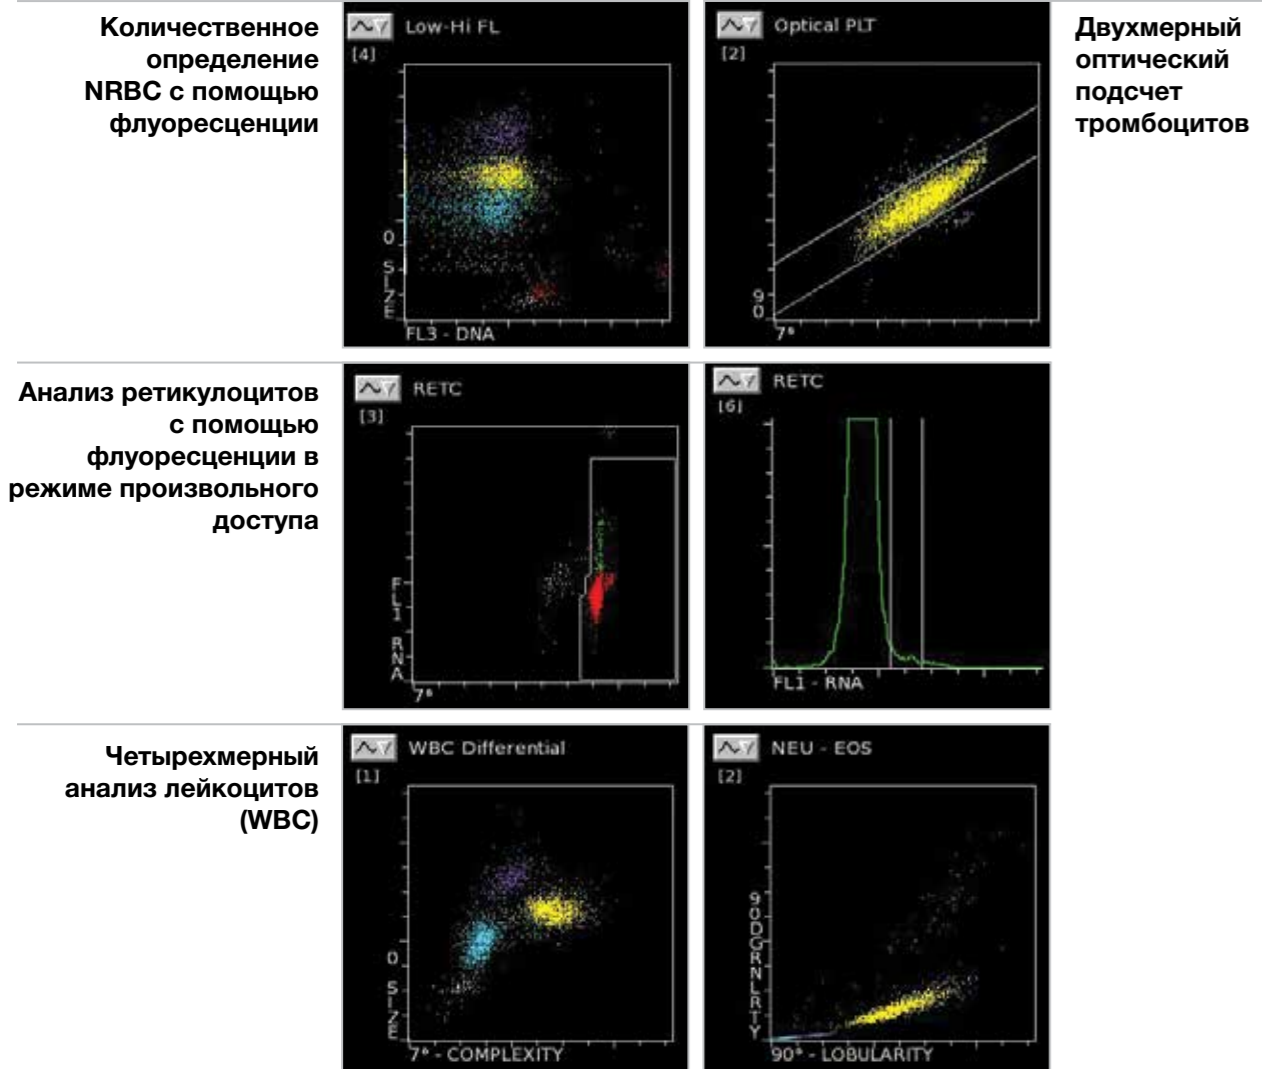 Количественное
определение
NRBC с помощью
флуоресценции
Low-Hi FL
[4]
0 SIZE
FL3 - DNA
Optical PLT
[2]
90
7°
Двухмерный
оптический
подсчет
тромбоцитов
Анализ ретикулоцитов
с помощью
флуоресценции в
режиме произвольного
доступа
RETC
[3]
FL1 RNA
7°
RETC
[6]
FL1 - RNA
Четырехмерный
анализ лейкоцитов
(WBC)
WBC Differential
[1]
0 SIZE
7° - COMPLEXITY
NEU - EOS
[2]
90DGRNLRTY
90° - LOBULARITY